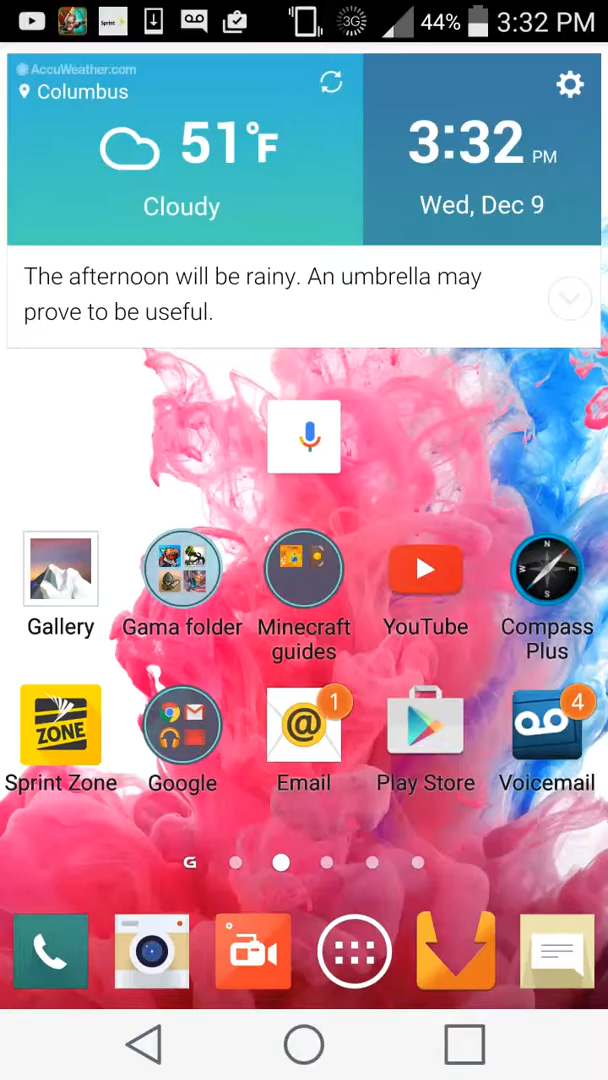 Sprint
3G
44%
3:32 PM
AccuWeather.com
Columbus
51°F
Cloudy
3:32 PM
Wed, Dec 9
The afternoon will be rainy. An umbrella may
prove to be useful.
Gallery
Gama folder
Minecraft
guides
YouTube
N
E
S
W
Compass
Plus
ZONE
Sprint Zone
Google
@
1
Email
Play Store
4
Voicemail
G